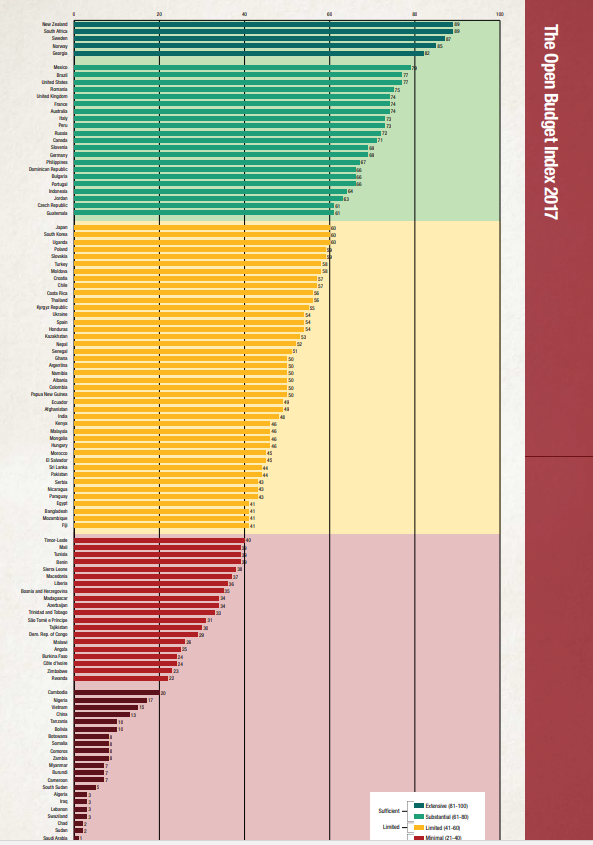 The Open Budget Index 2017
0 20 40 60 80 100
New Zealand 89
South Africa 89
Sweden 87
Norway 85
Georgia 82
Mexico 79
Brazil 77
United States 77
Romania 75
United Kingdom 74
France 74
Australia 74
Italy 73
Peru 73
Russia 72
Canada 71
Slovenia 69
Germany 69
Philippines 67
Dominican Republic 66
Bulgaria 66
Portugal 66
Indonesia 64
Jordan 63
Czech Republic 61
Guatemala 61
Japan 60
South Korea 60
Uganda 60
Poland 59
Slovakia 59
Turkey 58
Moldova 58
Croatia 57
Chile 57
Costa Rica 56
Thailand 56
Kyrgyz Republic 55
Ukraine 54
Spain 54
Honduras 54
Kazakhstan 53
Nepal 52
Senegal 51
Ghana 50
Argentina 50
Namibia 50
Albania 50
Colombia 50
Papua New Guinea 50
Ecuador 49
Afghanistan 49
India 48
Kenya 46
Malaysia 46
Mongolia 46
Hungary 46
Morocco 45
El Salvador 45
Sri Lanka 44
Pakistan 44
Serbia 43
Nicaragua 43
Paraguay 43
Egypt 41
Bangladesh 41
Mozambique 41
Fiji 41
Timor-Leste 40
Mali 39
Tunisia 39
Benin 39
Sierra Leone 38
Macedonia 37
Liberia 36
Bosnia and Herzegovina 35
Madagascar 34
Azerbaijan 34
Trinidad and Tobago 33
São Tomé e Príncipe 31
Tajikistan 30
Dem. Rep. of Congo 29
Malawi 26
Angola 25
Burkina Faso 24
Côte d'Ivoire 24
Zimbabwe 23
Rwanda 22
Cambodia 20
Nigeria 17
Vietnam 15
China 13
Tanzania 10
Bolivia 10
Botswana 8
Somalia 8
Comoros 8
Zambia 8
Myanmar 7
Burundi 7
Cameroon 7
South Sudan 5
Algeria 3
Iraq 3
Lebanon 3
Swaziland 3
Chad 2
Sudan 2
Saudi Arabia 1
Sufficient
Extensive (81-100)
Substantial (61-80)
Limited
Limited (41-60)
Minimal (21-40)